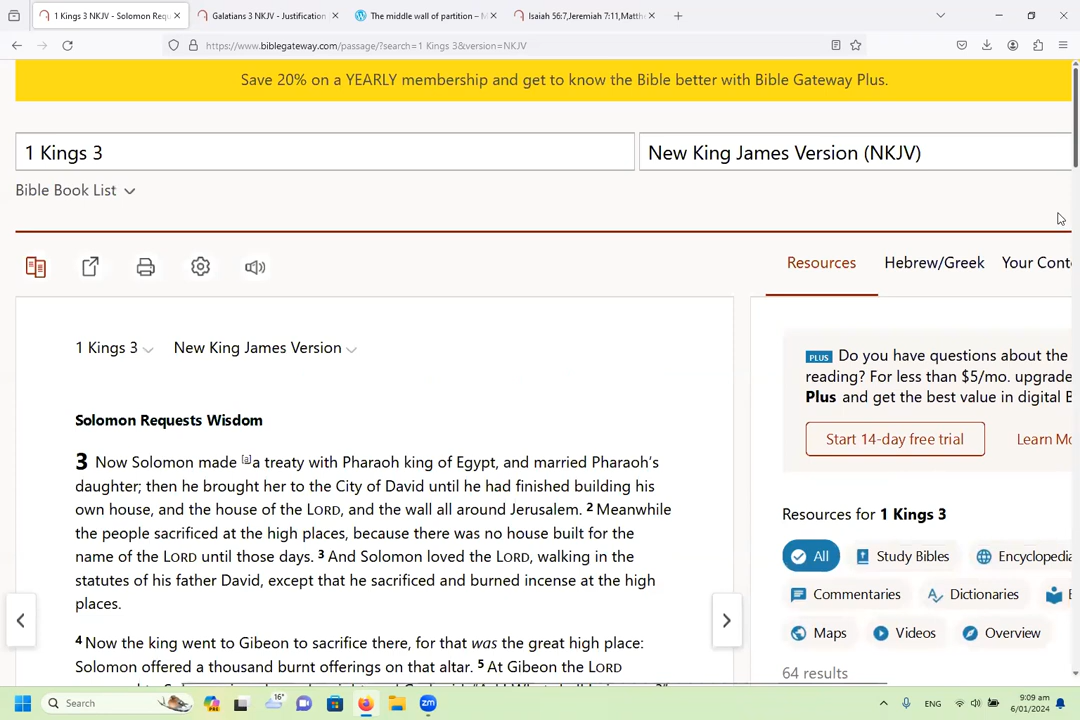 1 Kings 3 NKJV - Solomon Requ
Galatians 3 NKJV - Justification
The middle wall of partition – M
Isaiah 56:7,Jeremiah 7:11,Matth
https://www.biblegateway.com/passage/?search=1 Kings 3&version=NKJV
Save 20% on a YEARLY membership and get to know the Bible better with Bible Gateway Plus.
1 Kings 3
New King James Version (NKJV)
Bible Book List
Resources
Hebrew/Greek
Your Cont
1 Kings 3
New King James Version
Solomon Requests Wisdom
3 Now Solomon made [a]a treaty with Pharaoh king of Egypt, and married Pharaoh's
daughter; then he brought her to the City of David until he had finished building his
own house, and the house of the LORD, and the wall all around Jerusalem. 2 Meanwhile
the people sacrificed at the high places, because there was no house built for the
name of the LORD until those days. 3 And Solomon loved the LORD, walking in the
statutes of his father David, except that he sacrificed and burned incense at the high
places.
4 Now the king went to Gibeon to sacrifice there, for that was the great high place:
Solomon offered a thousand burnt offerings on that altar. 5 At Gibeon the LORD
PLUS Do you have questions about the
reading? For less than $5/mo. upgrade
Plus and get the best value in digital B
Start 14-day free trial
Learn Mo
Resources for 1 Kings 3
All
Study Bibles
Encyclopedia
Commentaries
Dictionaries
E
Maps
Videos
Overview
64 results
Search
PRE
16°
zm
ENG
9:09 am
6/01/2024